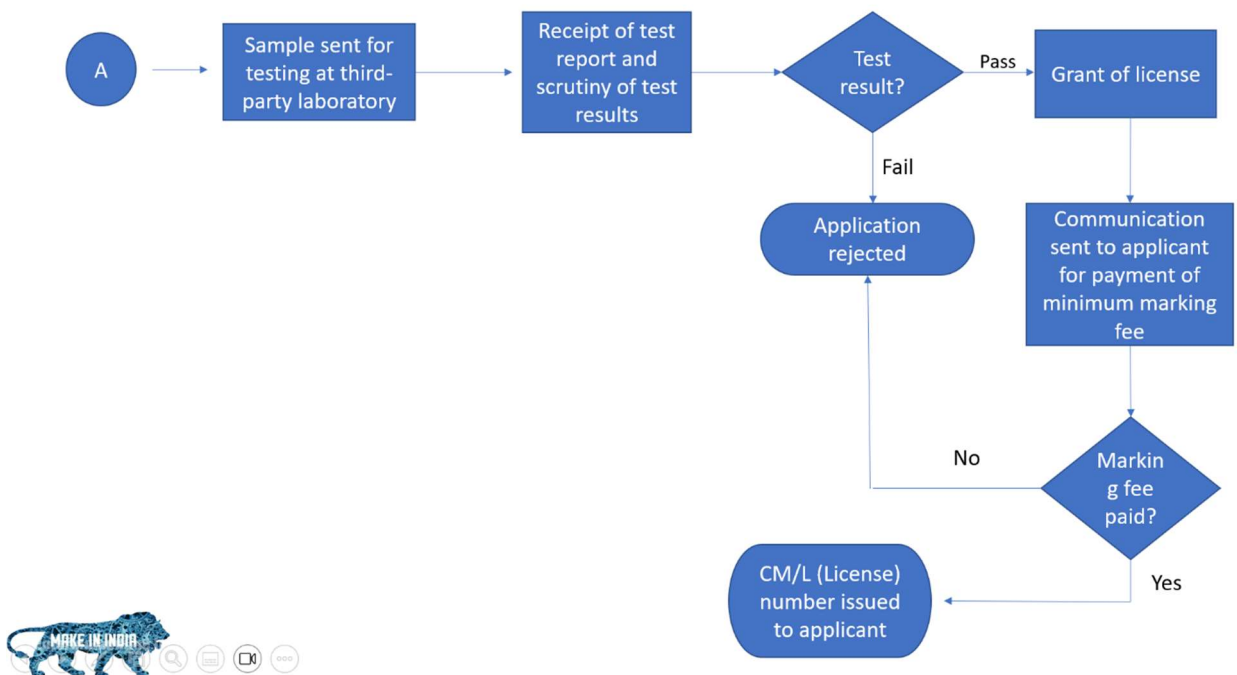 A
Sample sent for
testing at third-
party laboratory
Receipt of test
report and
scrutiny of test
results
Test
result?
Pass
Grant of license
Fail
Application
rejected
Communication
sent to applicant
for payment of
minimum marking
fee
No
Markin
g fee
paid?
Yes
CM/L (License)
number issued
to applicant
MAKE IN INDIA